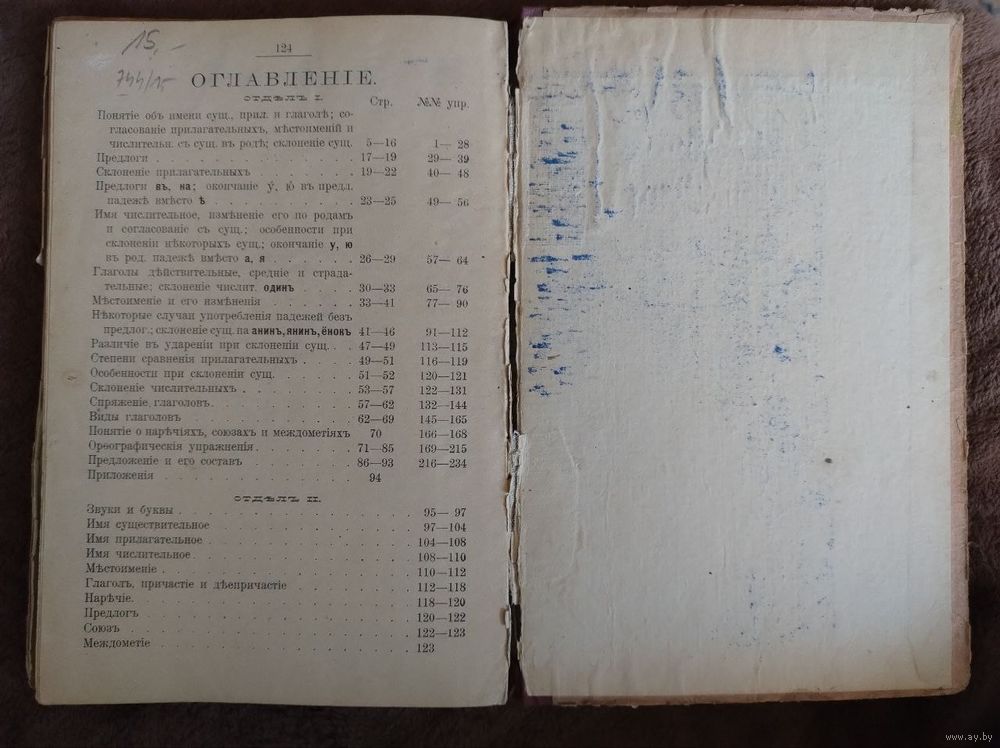 15,–
744/15
124
ОГЛАВЛЕНІЕ.
ОТДѢЛЪ I.
Стр. №№ упр.
Понятіе объ имени сущ., прил. и глаголѣ; со-
гласованіе прилагательныхъ, мѣстоименій и
числительн. съ сущ. въ родѣ; склоненіе сущ. 5—16 1— 28
Предлоги . . . . . . . . . . . . . . 17—19 29— 39
Склоненіе прилагательныхъ . . . . . . . 19—22 40— 48
Предлоги въ, на; окончаніе у́, ю́ въ предл.
падежѣ вмѣсто ѣ . . . . . . . . . . 23—25 49— 56
Имя числительное, измѣненіе его по родамъ
и согласованіе съ сущ.; особенности при
склоненіи нѣкоторыхъ сущ.; окончаніе у, ю
въ род. падежѣ вмѣсто а, я . . . . . . 26—29 57— 64
Глаголы дѣйствительные, средніе и страда-
тельные; склоненіе числит. одинъ . . . . . 30—33 65— 76
Мѣстоименіе и его измѣненія . . . . . . 33—41 77— 90
Нѣкоторые случаи употребленія падежей безъ
предлог.; склоненіе сущ. на анинъ, янинъ, ёнокъ 41—46 91—112
Различіе въ удареніи при склоненіи сущ. . . 47—49 113—115
Степени сравненія прилагательныхъ . . . . 49—51 116—119
Особенности при склоненіи сущ. . . . . . 51—52 120—121
Склоненіе числительныхъ . . . . . . . . 53—57 122—131
Спряженіе глаголовъ. . . . . . . . . . 57—62 132—144
Виды глаголовъ . . . . . . . . . . . 62—69 145—165
Понятіе о нарѣчіяхъ, союзахъ и междометіяхъ 70 166—168
Орѳографическія упражненія . . . . . . . 71—85 169—215
Предложеніе и его составъ . . . . . . . 86—93 216—234
Приложенія . . . . . . . . . . . . 94
ОТДѢЛЪ II.
Звуки и буквы . . . . . . . . . . . . . . 95— 97
Имя существительное . . . . . . . . . . . . 97—104
Имя прилагательное . . . . . . . . . . . . 104—108
Имя числительное . . . . . . . . . . . . . 108—110
Мѣстоименіе . . . . . . . . . . . . . . . 110—112
Глаголъ, причастіе и дѣепричастіе . . . . . . . 112—118
Нарѣчіе. . . . . . . . . . . . . . . . . 118—120
Предлогъ . . . . . . . . . . . . . . . . 120—122
Союзъ . . . . . . . . . . . . . . . . . 122—123
Междометіе . . . . . . . . . . . . . . . 123
www.ay.by